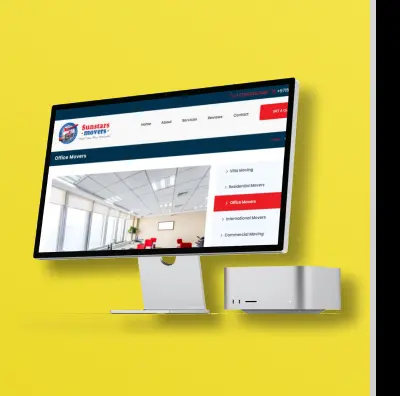 Sunstars
movers
Home
About
Services
Reviews
Contact
Office Movers
Villa Moving
Residential Movers
Office Movers
International Movers
Commercial Moving